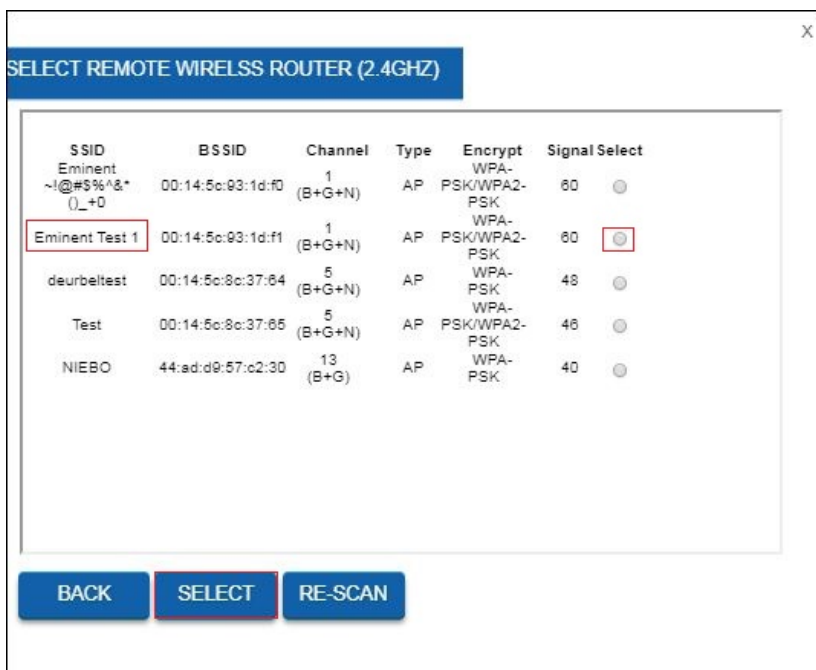 X
SELECT REMOTE WIRELSS ROUTER (2.4GHZ)
SSID BSSID Channel Type Encrypt Signal Select
Eminent ~!@#$%^&*()_+0 00:14:5c:93:1d:f0 1 (B+G+N) AP WPA-PSK/WPA2-PSK 60
Eminent Test 1 00:14:5c:93:1d:f1 1 (B+G+N) AP WPA-PSK/WPA2-PSK 60
deurbeltest 00:14:5c:8c:37:64 5 (B+G+N) AP WPA-PSK 48
Test 00:14:5c:8c:37:65 5 (B+G+N) AP WPA-PSK/WPA2-PSK 46
NIEBO 44:ad:d9:57:c2:30 13 (B+G) AP WPA-PSK 40
BACK SELECT RE-SCAN